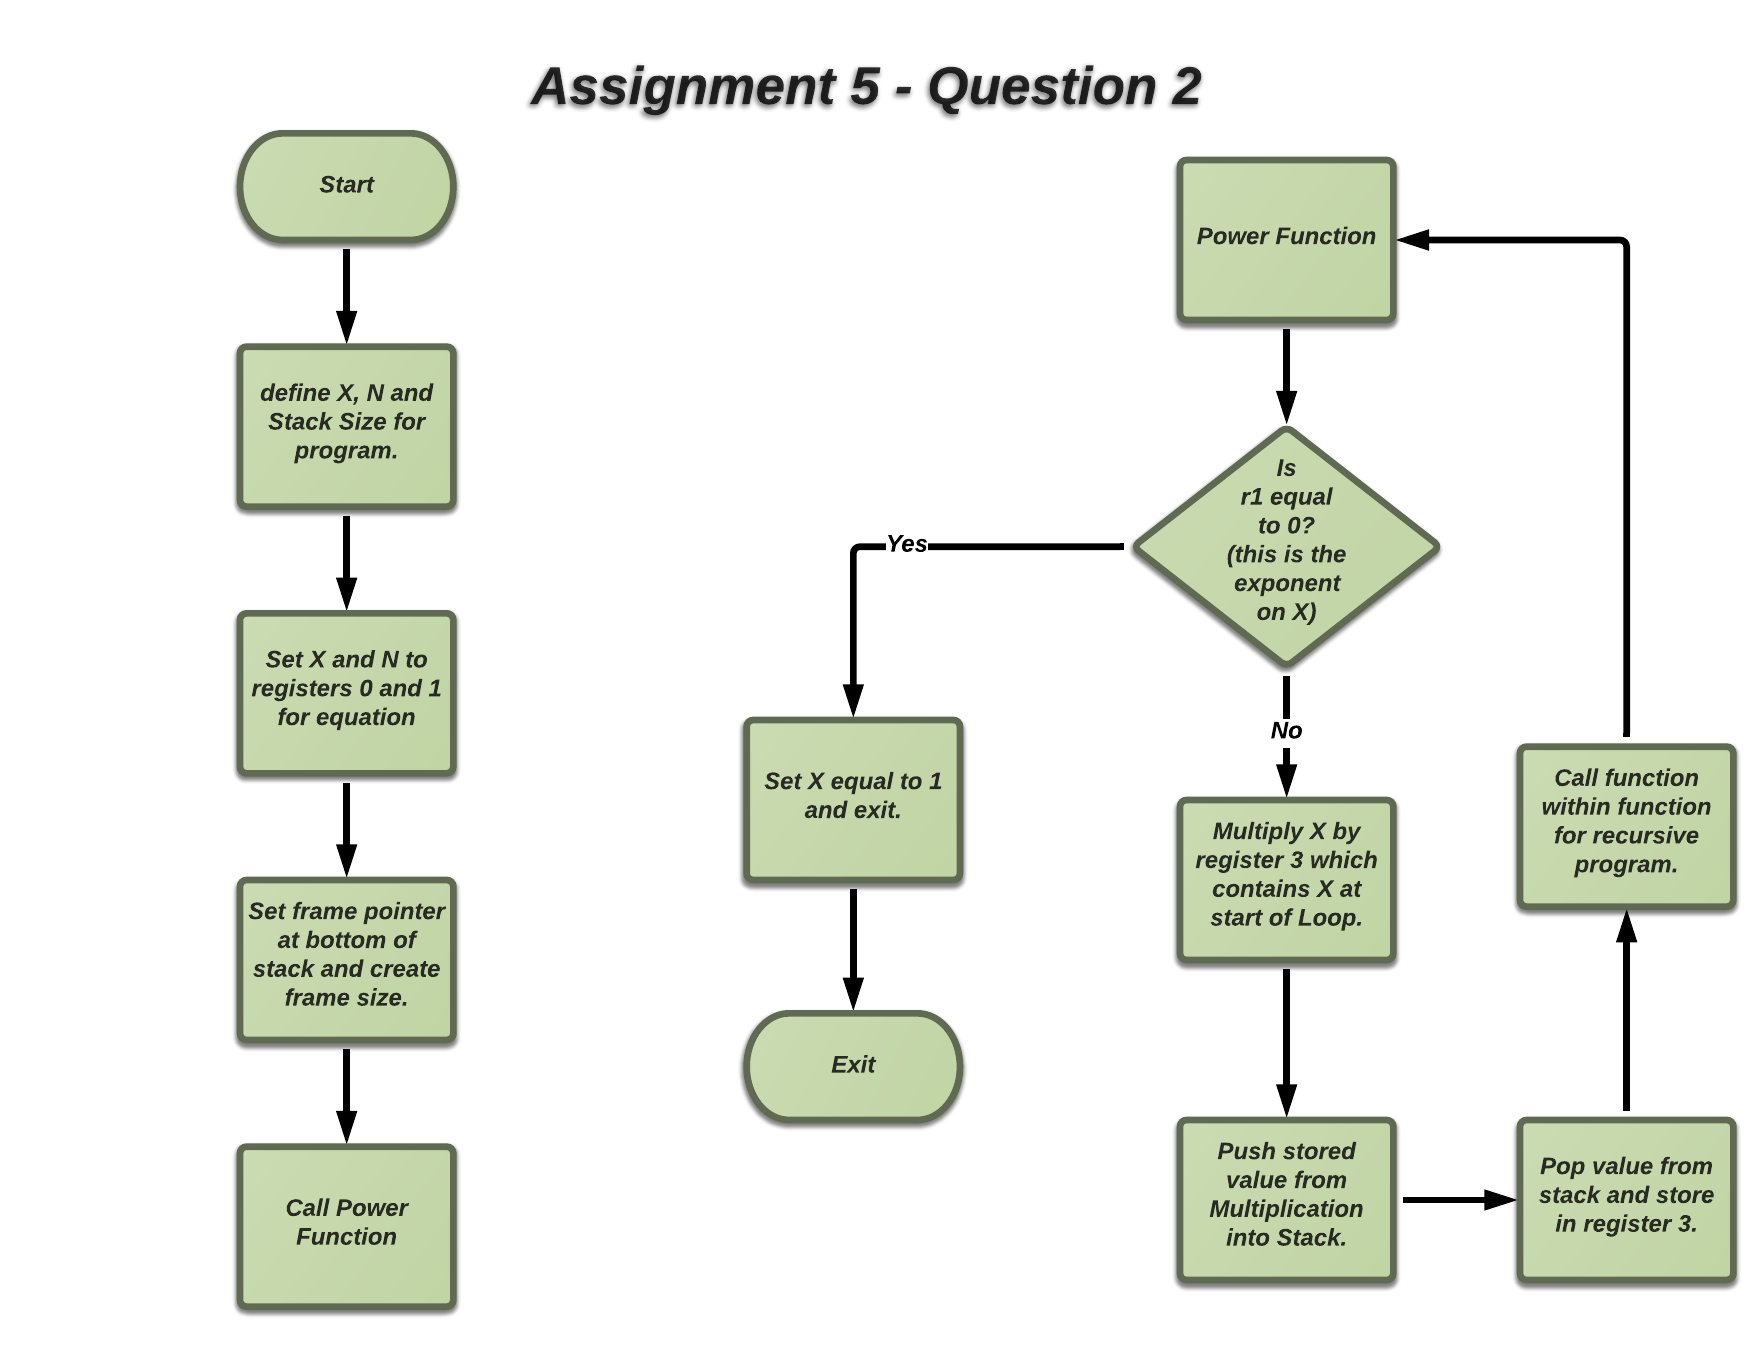 Assignment 5 - Question 2
Start
define X, N and
Stack Size for
program.
Set X and N to
registers 0 and 1
for equation
Set frame pointer
at bottom of
stack and create
frame size.
Call Power
Function
Power Function
Is
r1 equal
to 0?
(this is the
exponent
on X)
Yes
No
Set X equal to 1
and exit.
Exit
Multiply X by
register 3 which
contains X at
start of Loop.
Push stored
value from
Multiplication
into Stack.
Pop value from
stack and store
in register 3.
Call function
within function
for recursive
program.